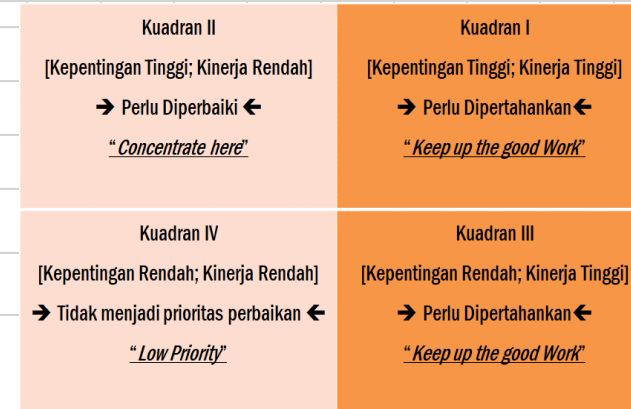 Kuadran II
[Kepentingan Tinggi; Kinerja Rendah]
➔ Perlu Diperbaiki 🡸
“Concentrate here”
Kuadran I
[Kepentingan Tinggi; Kinerja Tinggi]
➔ Perlu Dipertahankan🡸
“Keep up the good Work”
Kuadran IV
[Kepentingan Rendah; Kinerja Rendah]
➔ Tidak menjadi prioritas perbaikan 🡸
“Low Priority”
Kuadran III
[Kepentingan Rendah; Kinerja Tinggi]
➔ Perlu Dipertahankan🡸
“Keep up the good Work”